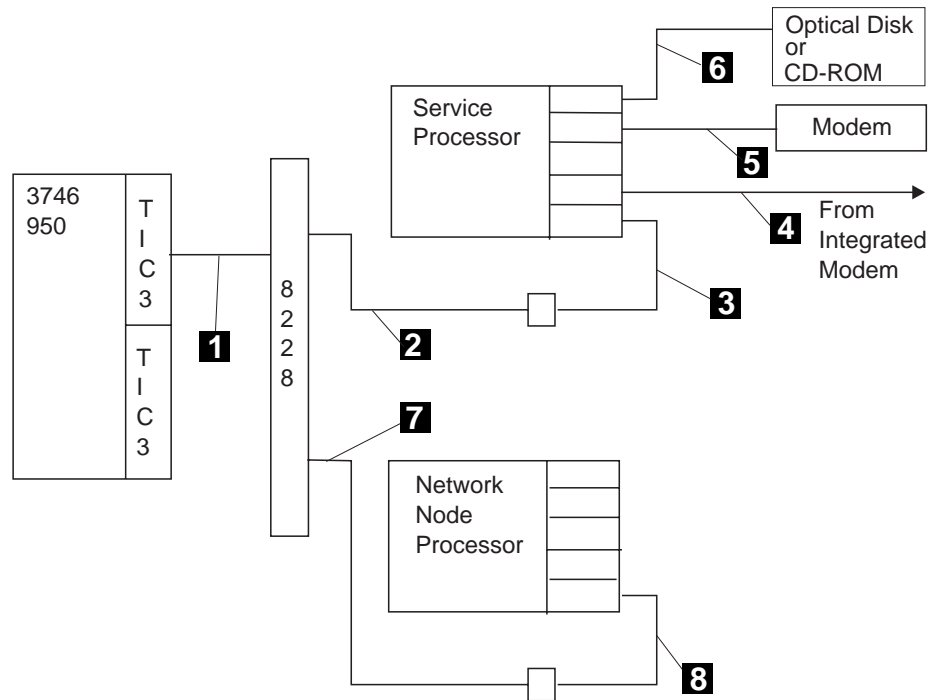 Optical Disk
or
CD-ROM
6
Service
Processor
Modem
5
3746
950
T
I
C
3
T
I
C
3
4
From
Integrated
Modem
8
2
2
8
3
1
2
7
Network
Node
Processor
8